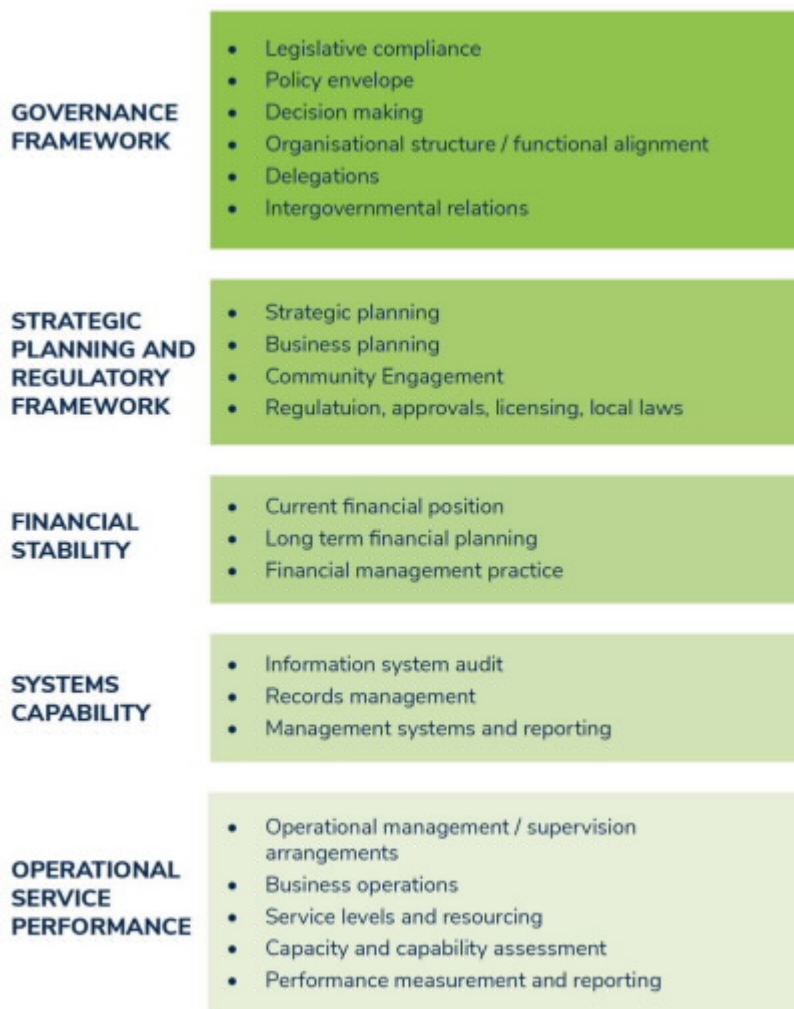 GOVERNANCE
FRAMEWORK
• Legislative compliance
• Policy envelope
• Decision making
• Organisational structure / functional alignment
• Delegations
• Intergovernmental relations
STRATEGIC
PLANNING AND
REGULATORY
FRAMEWORK
• Strategic planning
• Business planning
• Community Engagement
• Regulatuion, approvals, licensing, local laws
FINANCIAL
STABILITY
• Current financial position
• Long term financial planning
• Financial management practice
SYSTEMS
CAPABILITY
• Information system audit
• Records management
• Management systems and reporting
OPERATIONAL
SERVICE
PERFORMANCE
• Operational management / supervision
arrangements
• Business operations
• Service levels and resourcing
• Capacity and capability assessment
• Performance measurement and reporting